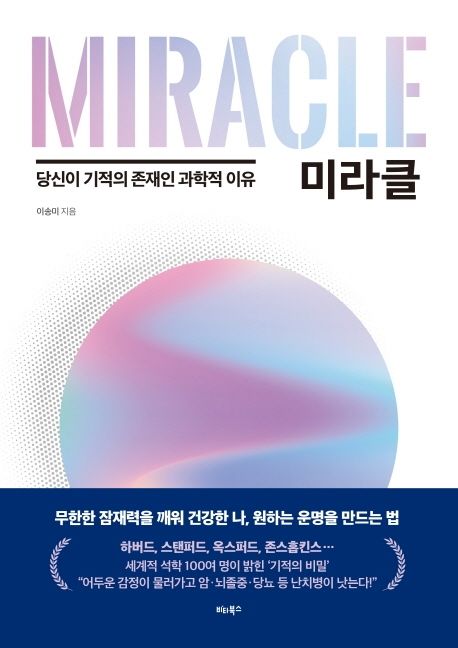 MIRACLE
당신이 기적의 존재인 과학적 이유
미라클
이송미 지음
무한한 잠재력을 깨워 건강한 나, 원하는 운명을 만드는 법
하버드, 스탠퍼드, 옥스퍼드, 존스홉킨스…
세계적 석학 100여 명이 밝힌 ‘기적의 비밀’
“어두운 감정이 물러가고 암·뇌졸중·당뇨 등 난치병이 낫는다!”
비타북스